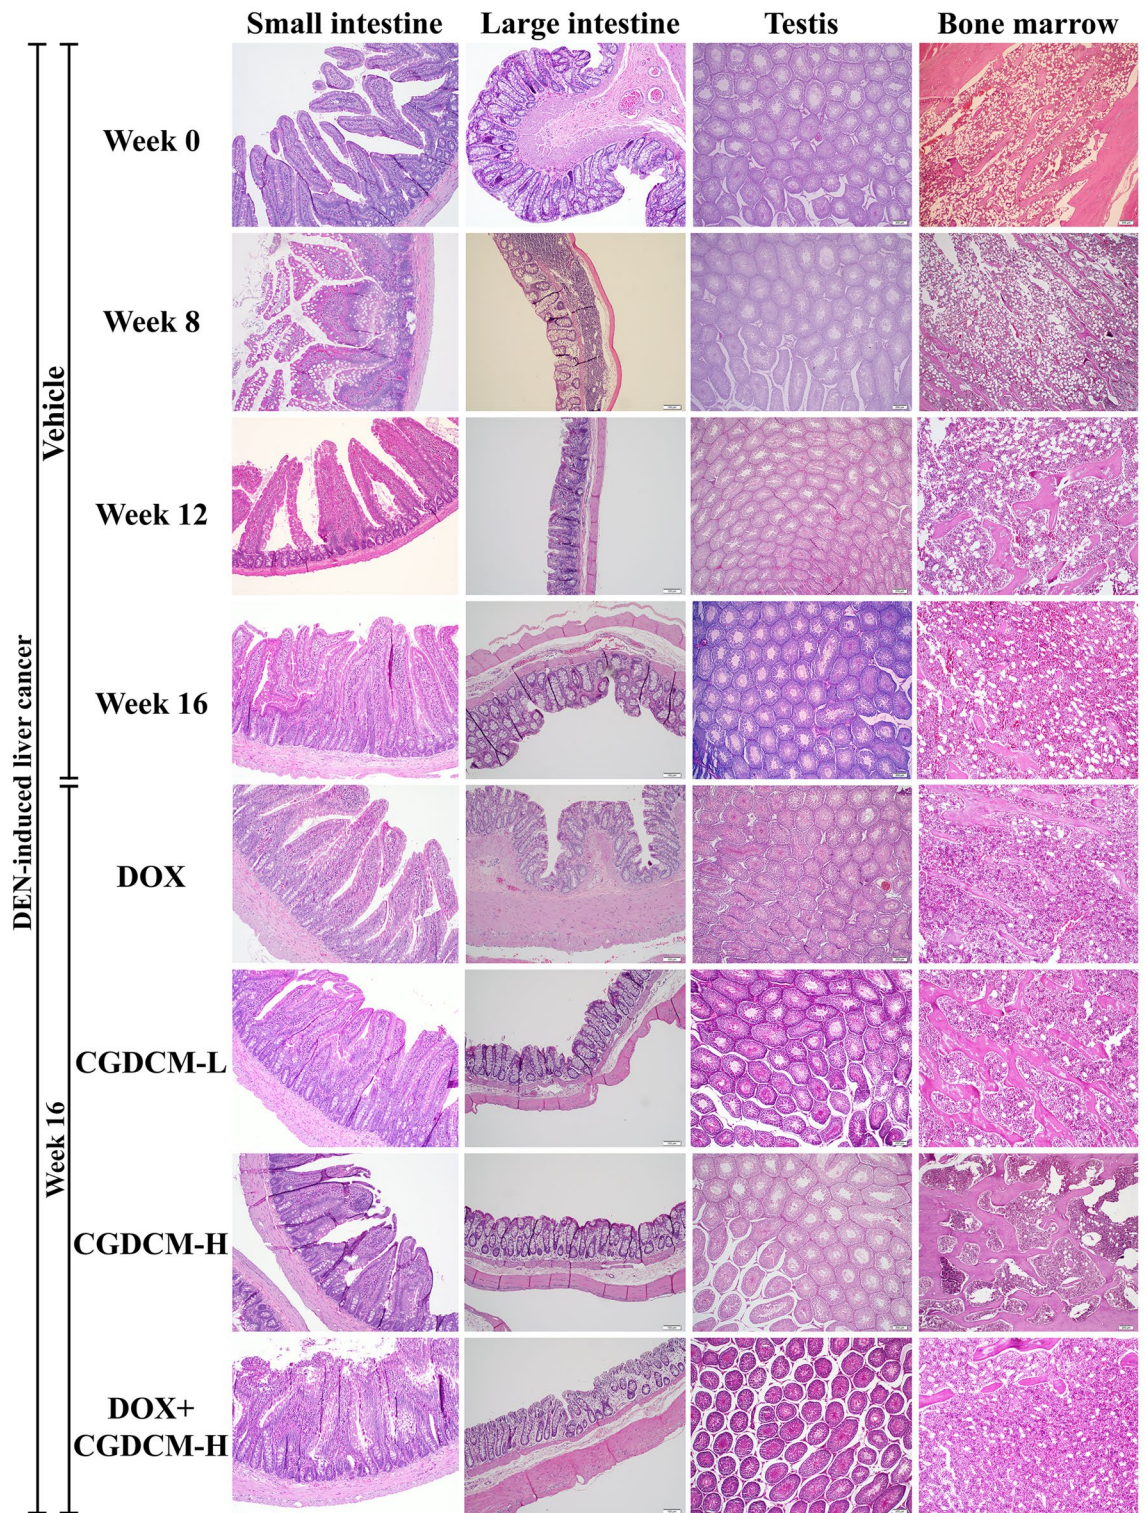 Small intestine
Large intestine
Testis
Bone marrow
Week 0
Week 8
Vehicle
Week 12
Week 16
DEN-induced liver cancer
DOX
CGDCM-L
Week 16
CGDCM-H
DOX+
CGDCM-H